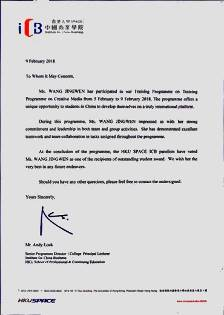 香港大學 SPACE
ICB 中國商業學院
Institute for China Business
9 February 2018
To Whom It May Concern,
Ms. WANG JINGWEN has participated in our Training Programme on Training
Programme on Creative Media from 5 February to 9 February 2018. The programme offers a
unique opportunity to students in China to develop themselves on a truly international platform.
During this programme, Ms. WANG JINGWEN impressed us with her strong
commitment and leadership in both team and group activities. She has demonstrated excellent
teamwork and team collaboration in tasks assigned throughout the programme.
At the conclusion of the programme, the HKU SPACE ICB panelists have voted
Ms. WANG JINGWEN as one of the recipients of outstanding student award. We wish her the
very best in any future endeavors.
Should you have any other questions, please feel free to contact the undersigned.
Yours Sincerely,
Mr. Andy Look
Senior Programme Director / College Principal Lecturer
Institute for China Business
HKU School of Professional & Continuing Education
HKUSPACE